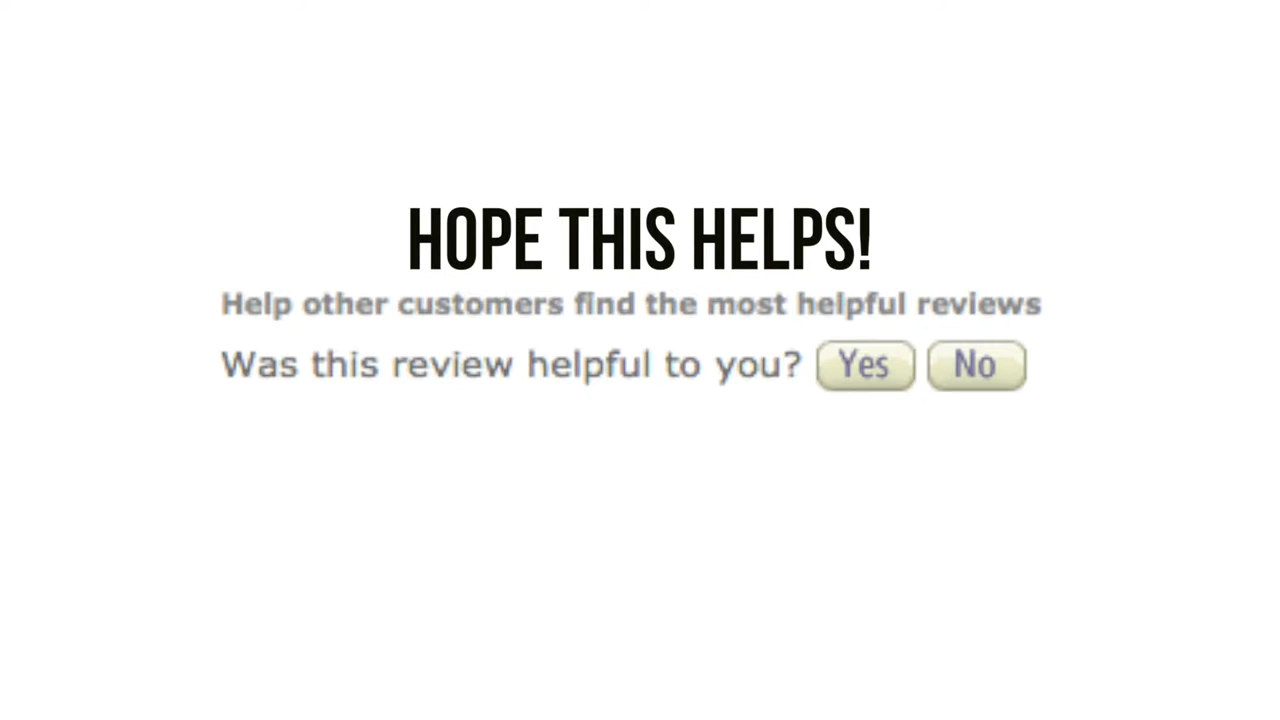 HOPE THIS HELPS!
Help other customers find the most helpful reviews
Was this review helpful to you? Yes No